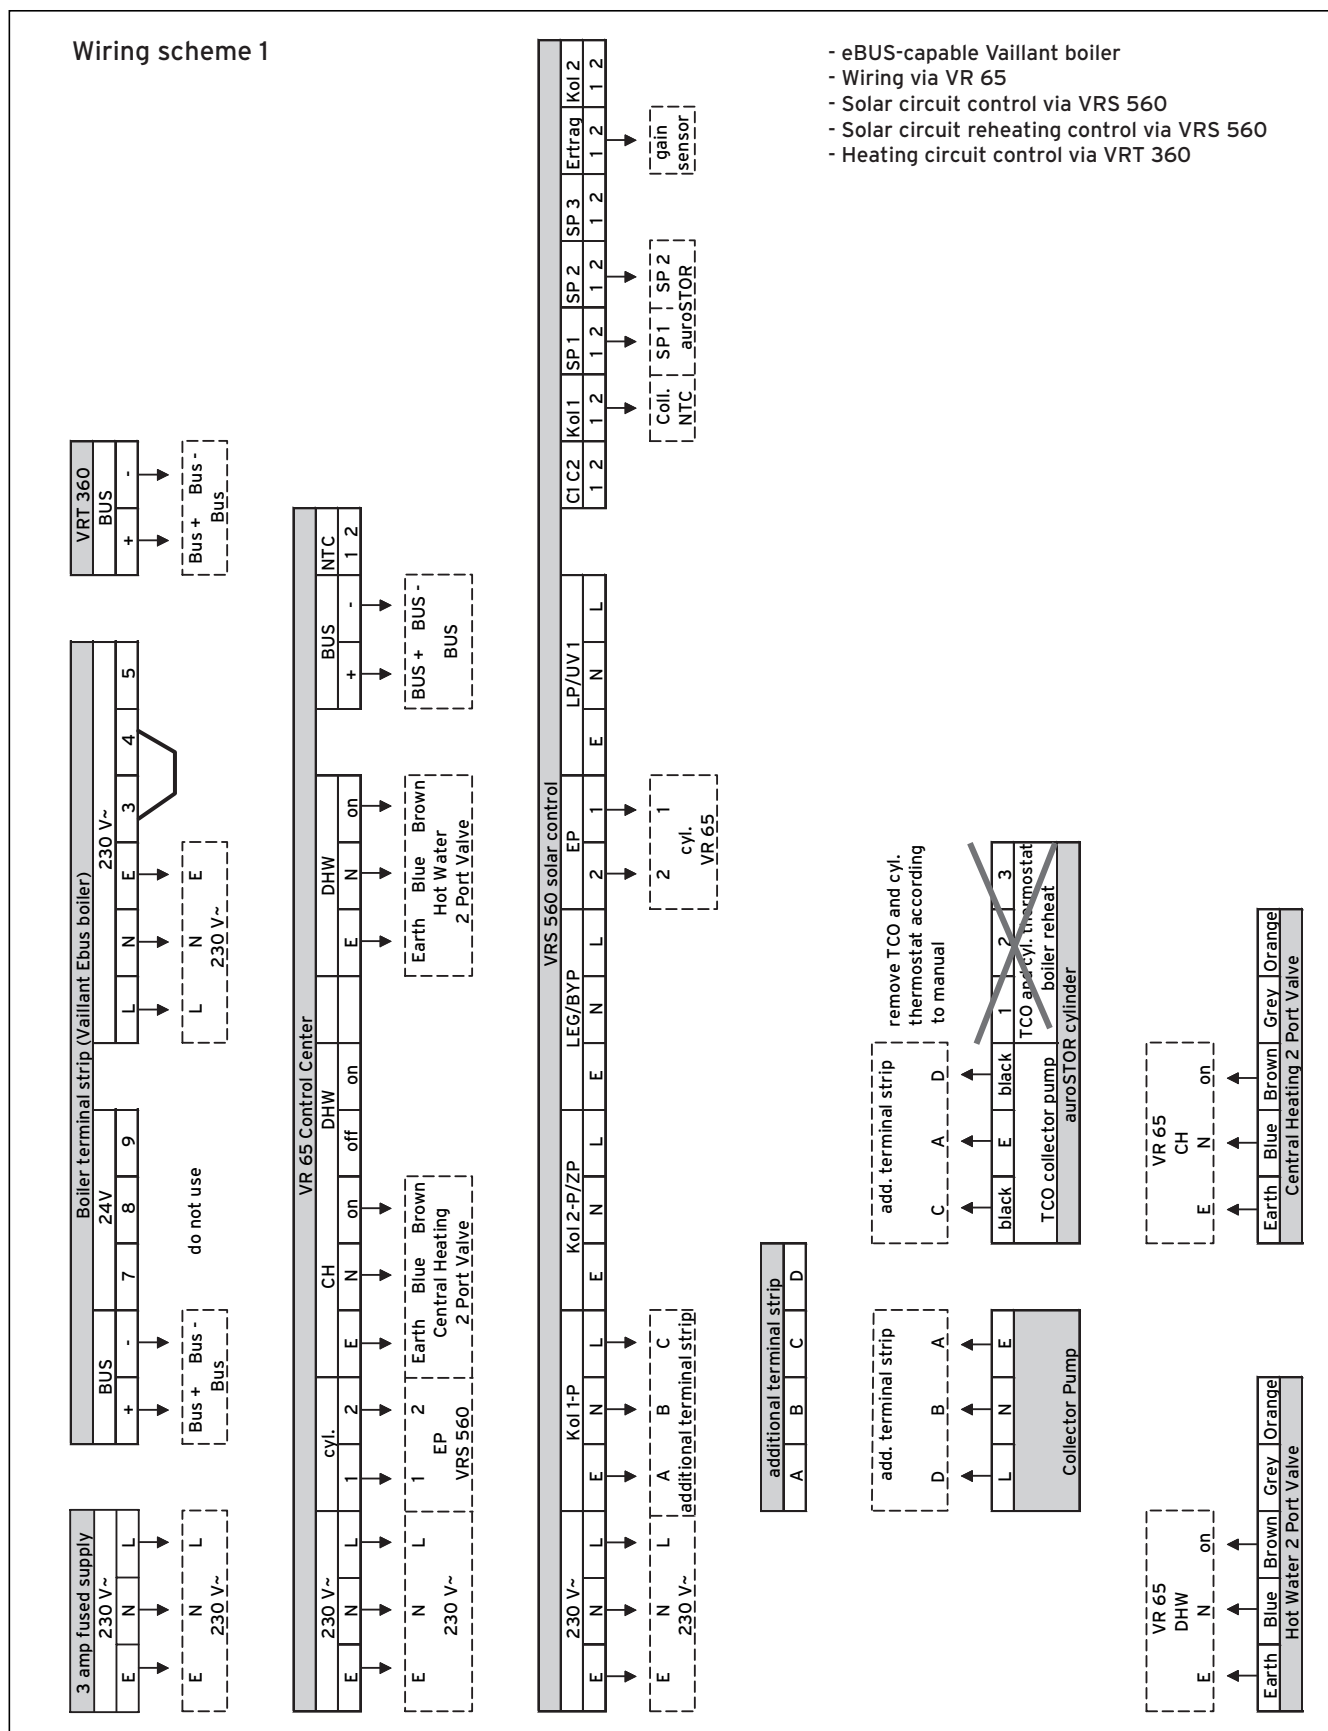 Wiring scheme 1
- eBUS-capable Vaillant boiler
- Wiring via VR 65
- Solar circuit control via VRS 560
- Solar circuit reheating control via VRS 560
- Heating circuit control via VRT 360
3 amp fused supply
230 V~
E N L
E N L
230 V~
Boiler terminal strip (Vaillant Ebus boiler)
BUS 24V 230 V~
+ - 7 8 9 L N E 3 4 5
Bus + Bus -
Bus
do not use
L N E
230 V~
VRT 360
BUS
+ -
Bus + Bus -
Bus
VR 65 Control Center
230 V~ cyl. CH DHW DHW BUS NTC
E N L 1 2 E N on off on E N on + - 1 2
E N L
230 V~
1 2
EP
VRS 560
Earth Blue Brown
Central Heating
2 Port Valve
Earth Blue Brown
Hot Water
2 Port Valve
BUS + BUS -
BUS
VRS 560 solar control
230 V~ Kol 1-P Kol 2-P/ZP LEG/BYP EP LP/UV 1 C1 C2 Kol 1 SP 1 SP 2 SP 3 Ertrag Kol 2
E N L E N L E N L E N L 2 1 E N L 1 2 1 2 1 2 1 2 1 2 1 2 1 2
E N L
230 V~
A B C
additional terminal strip
2 1
cyl.
VR 65
Coll.
NTC
SP 1 SP 2
auroSTOR
gain
sensor
additional terminal strip
A B C D
add. terminal strip
D B A
L N E
Collector Pump
add. terminal strip
C A D
black E black 1 2 3
TCO collector pump
TCO and cyl. thermostat
boiler reheat
auroSTOR cylinder
remove TCO and cyl.
thermostat according
to manual
VR 65
DHW
E N on
Earth Blue Brown Grey Orange
Hot Water 2 Port Valve
VR 65
CH
E N on
Earth Blue Brown Grey Orange
Central Heating 2 Port Valve